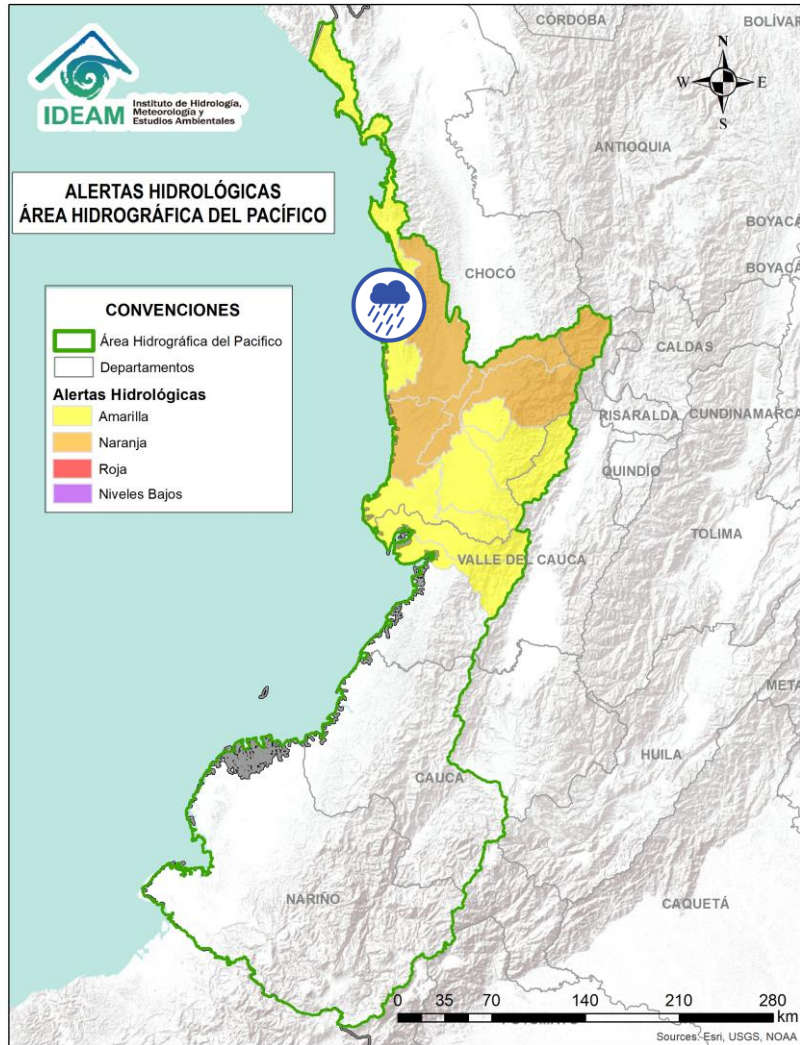 CÓRDOBA
BOLÍVAR
IDEAM
Instituto de Hidrología,
Meteorología y
Estudios Ambientales
N
W
E
S
ANTIOQUIA
ALERTAS HIDROLÓGICAS
ÁREA HIDROGRÁFICA DEL PACÍFICO
BOYACÁ
BOYACÁ
CHOCÓ
CONVENCIONES
Área Hidrográfica del Pacifico
Departamentos
Alertas Hidrológicas
Amarilla
Naranja
Roja
Niveles Bajos
CALDAS
RISARALDA
CUNDINAMARCA
QUINDÍO
TOLIMA
VALLE DEL CAUCA
META
HUILA
CAUCA
NARIÑO
CAQUETÁ
0 35 70 140 210 280
km
Sources: Esri, USGS, NOAA